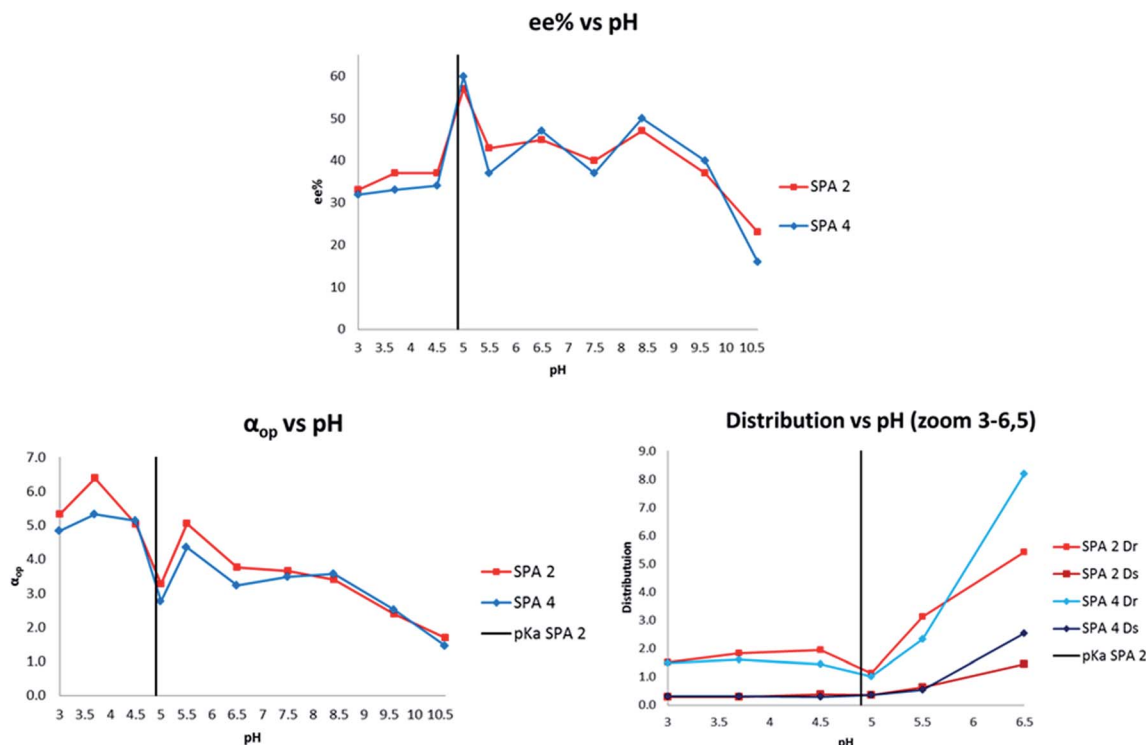 ee% vs pH
60
50
40
30
20
10
0
ee%
3 3.5 4 4.5 5 5.5 6 6.5 7 7.5 8 8.5 9 9.5 10 10.5
pH
SPA 2
SPA 4
αop vs pH
7.0
6.0
5.0
4.0
3.0
2.0
1.0
0.0
αop
3 3.5 4 4.5 5 5.5 6 6.5 7 7.5 8 8.5 9 9.5 10 10.5
pH
SPA 2
SPA 4
pKa SPA 2
Distribution vs pH (zoom 3-6,5)
9.0
8.0
7.0
6.0
5.0
4.0
3.0
2.0
1.0
0.0
Distributuion
3 3.5 4 4.5 5 5.5 6 6.5
pH
SPA 2 Dr
SPA 2 Ds
SPA 4 Dr
SPA 4 Ds
pKa SPA 2